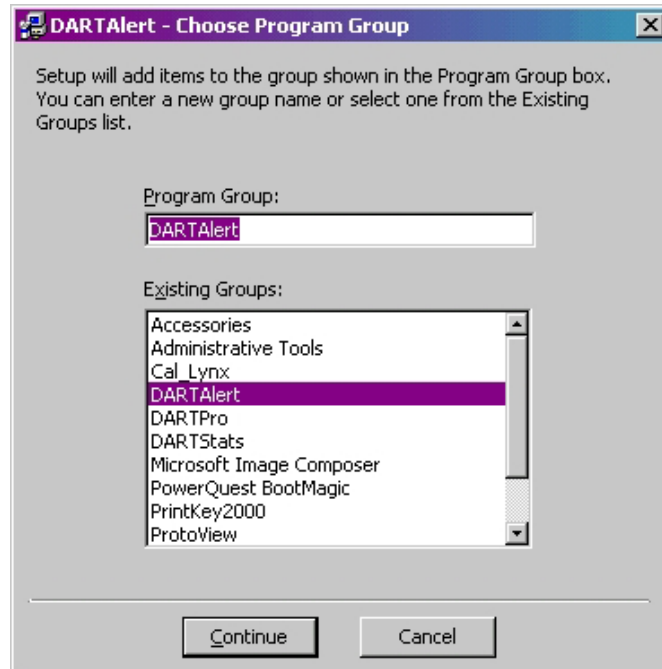 DARTAlert - Choose Program Group
Setup will add items to the group shown in the Program Group box.
You can enter a new group name or select one from the Existing
Groups list.
Program Group:
DARTAlert
Existing Groups:
Accessories
Administrative Tools
Cal_Lynx
DARTAlert
DARTPro
DARTStats
Microsoft Image Composer
PowerQuest BootMagic
PrintKey2000
ProtoView
Continue
Cancel